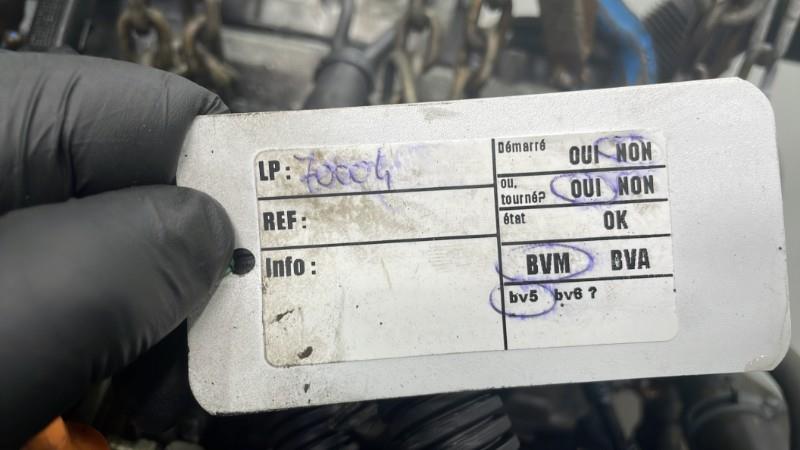 LP: 70004
REF:
Info:
Démarré OUI NON
ou, tourné? OUI NON
état OK
BVM BVA
bv5 bv6 ?